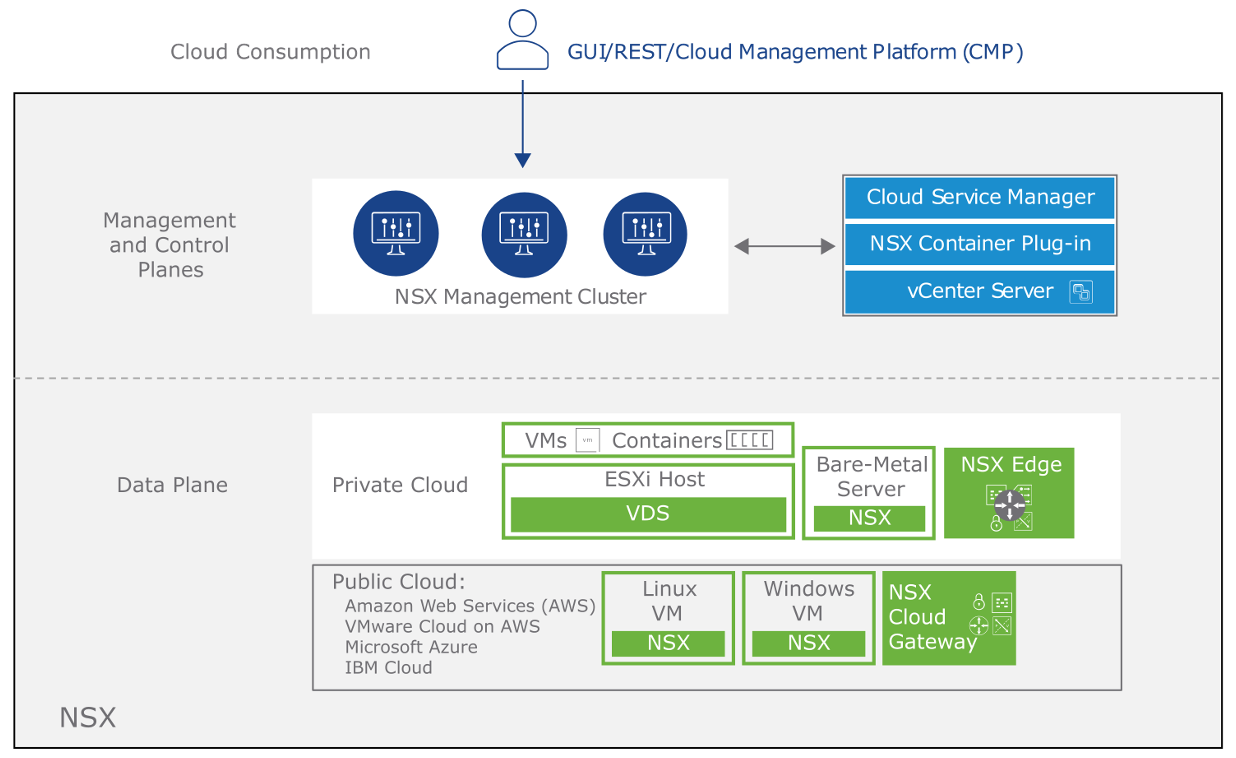 Cloud Consumption
GUI/REST/Cloud Management Platform (CMP)
Management
and Control
Planes
NSX Management Cluster
Cloud Service Manager
NSX Container Plug-in
vCenter Server
Data Plane
Private Cloud
VMs vm Containers
ESXi Host
VDS
Bare-Metal
Server
NSX
NSX Edge
Public Cloud:
Amazon Web Services (AWS)
VMware Cloud on AWS
Microsoft Azure
IBM Cloud
Linux
VM
NSX
Windows
VM
NSX
NSX
Cloud
Gateway
NSX